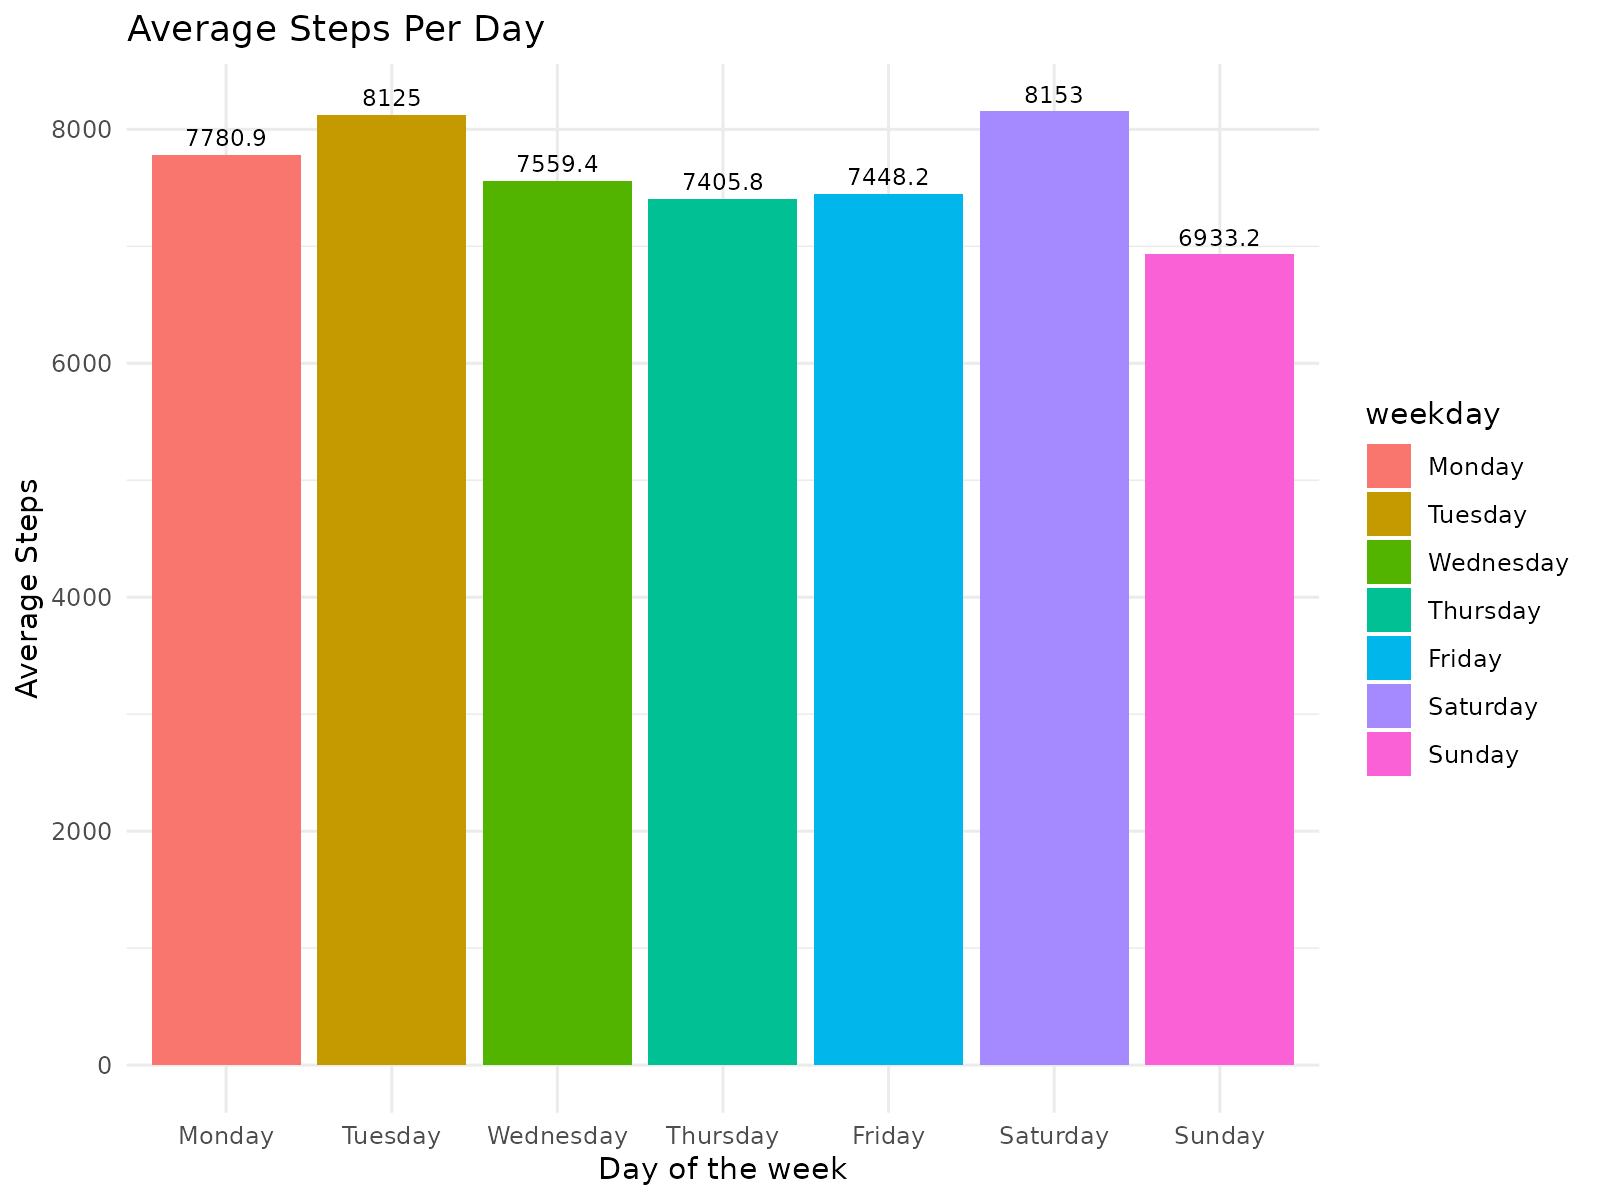 Average Steps Per Day
8125
8153
8000
7780.9
7559.4
7405.8
7448.2
6933.2
6000
4000
2000
0
Average Steps
Monday
Tuesday
Wednesday
Thursday
Friday
Saturday
Sunday
Day of the week
weekday
Monday
Tuesday
Wednesday
Thursday
Friday
Saturday
Sunday